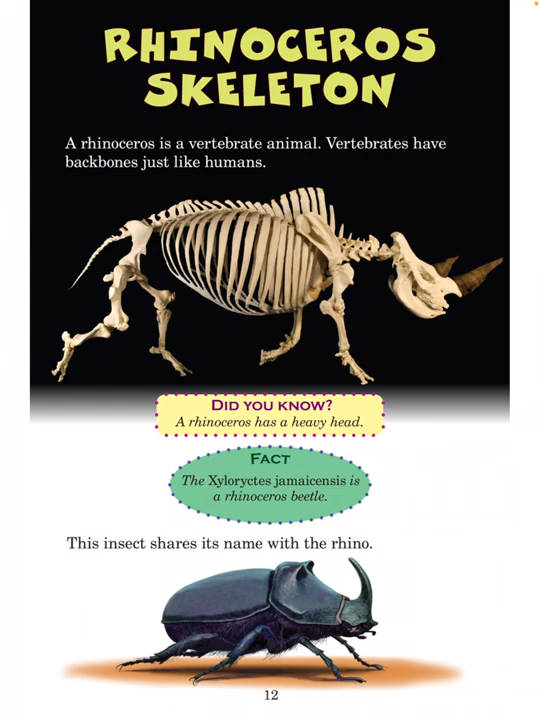 RHINOCEROS
SKELETON
A rhinoceros is a vertebrate animal. Vertebrates have
backbones just like humans.
DID YOU KNOW?
A rhinoceros has a heavy head.
FACT
The Xyloryctes jamaicensis is
a rhinoceros beetle.
This insect shares its name with the rhino.
12